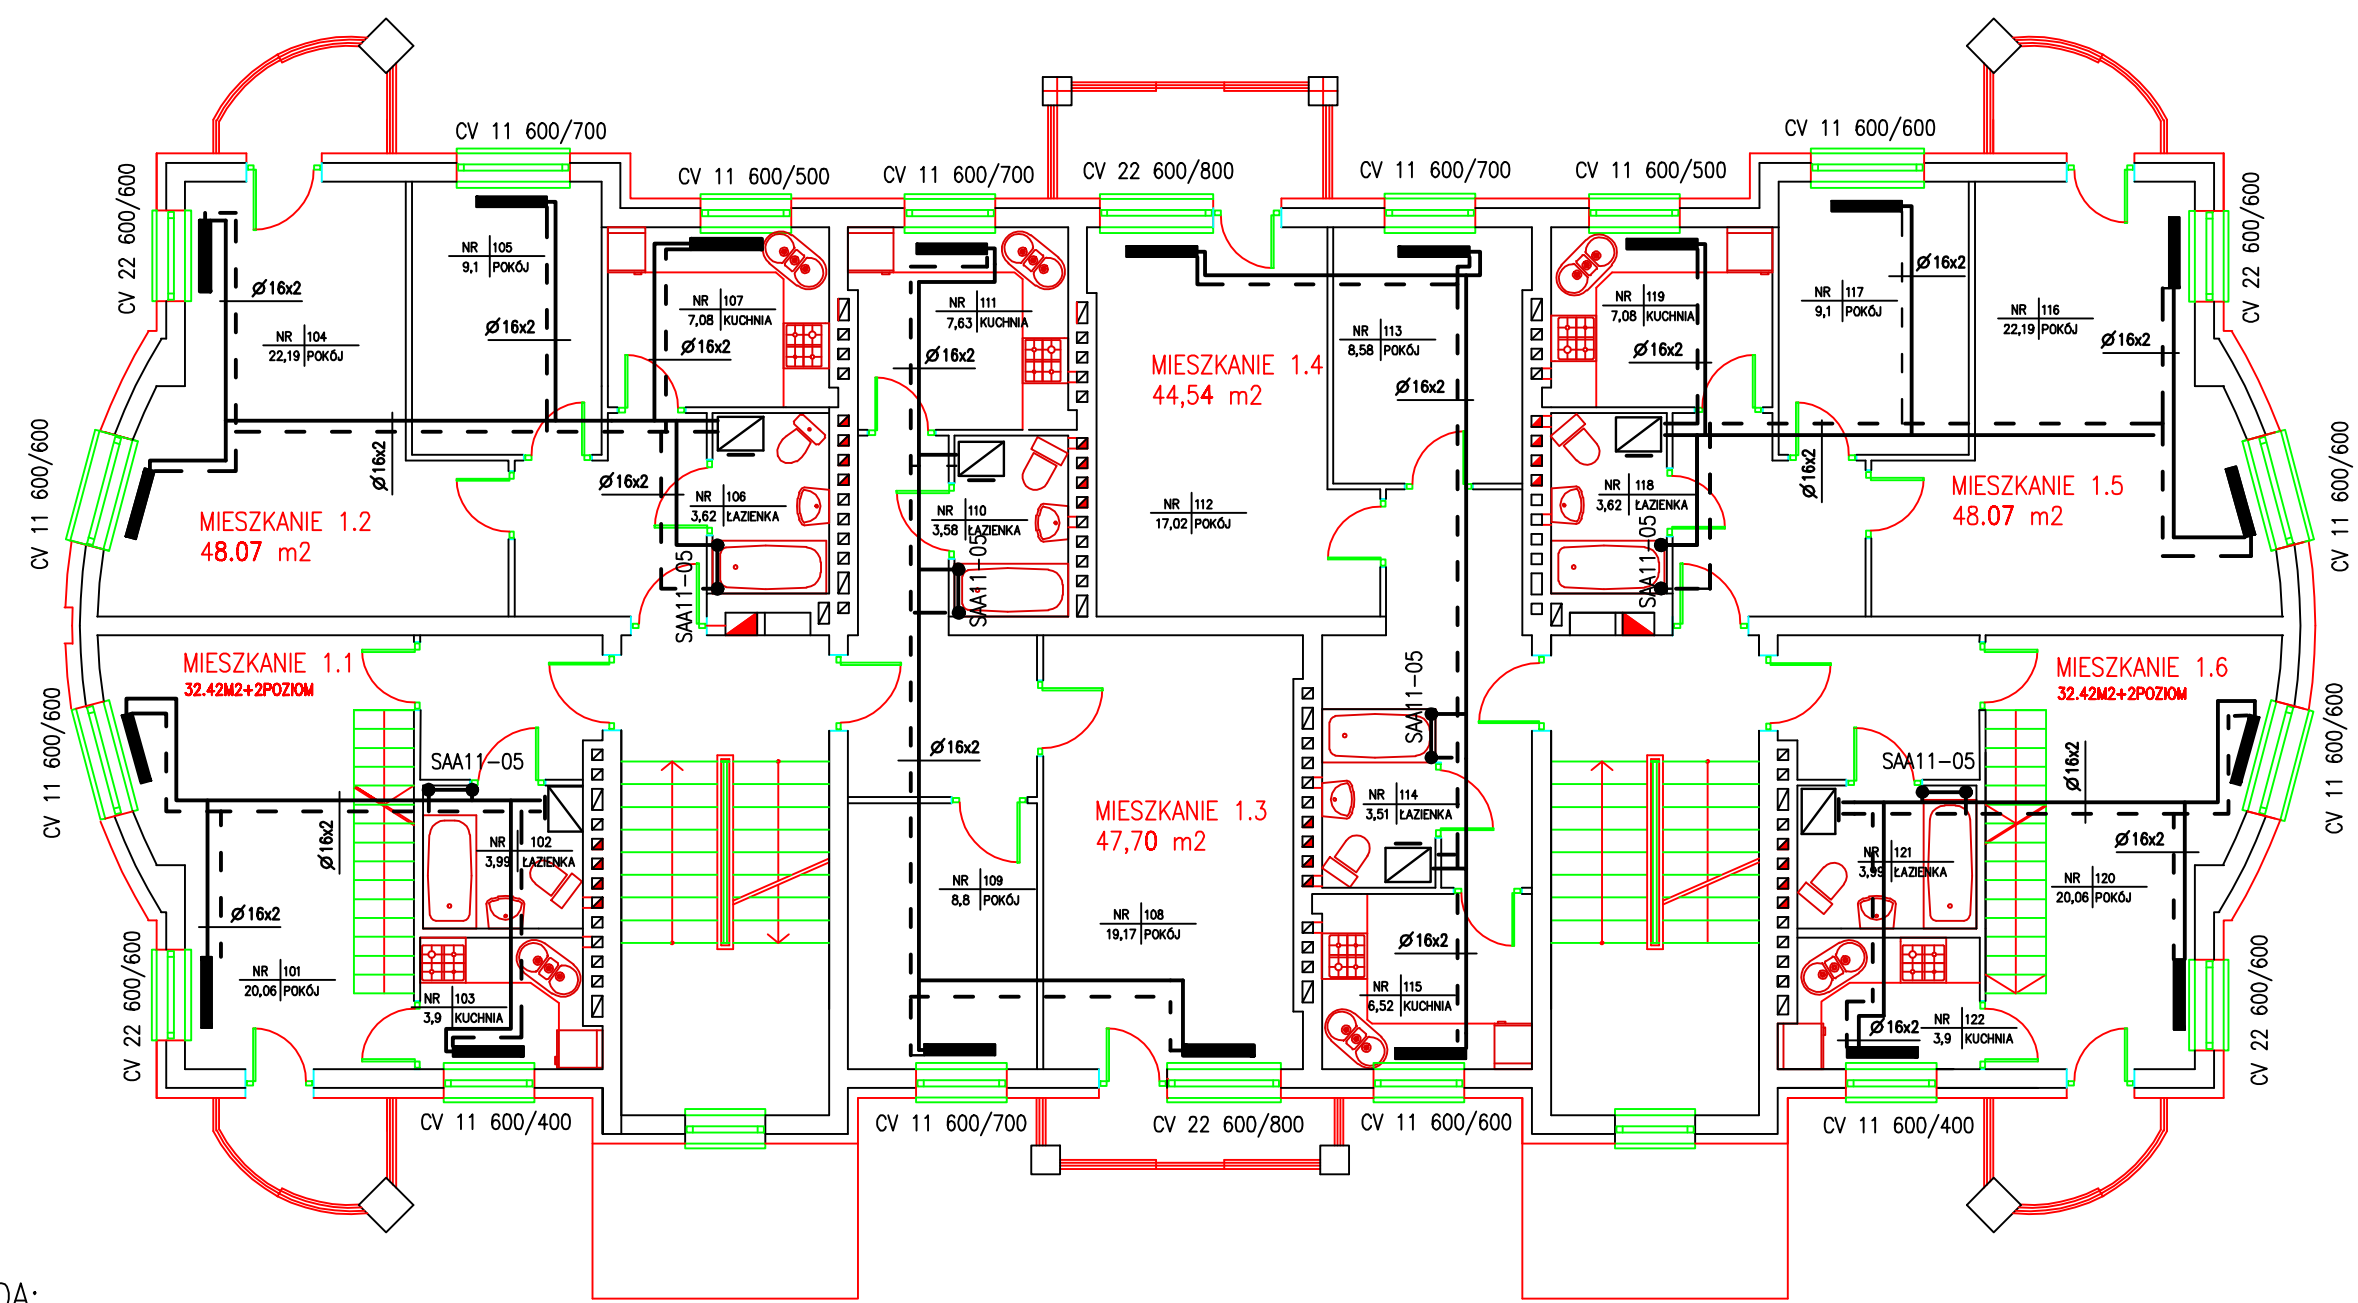 CV 11 600/700
CV 11 600/500
CV 11 600/700
CV 22 600/800
CV 11 600/700
CV 11 600/500
CV 11 600/600
CV 22 600/600
CV 22 600/600
NR 105
9,1 POKÓJ
Ø16x2
Ø16x2
NR 104
22,19 POKÓJ
NR 107
7,08 KUCHNIA
Ø16x2
NR 111
7,63 KUCHNIA
Ø16x2
MIESZKANIE 1.4
44,54 m2
NR 113
8,58 POKÓJ
Ø16x2
NR 119
7,08 KUCHNIA
Ø16x2
NR 117
9,1 POKÓJ
Ø16x2
NR 116
22,19 POKÓJ
Ø16x2
CV 11 600/600
Ø16x2
MIESZKANIE 1.2
48.07 m2
Ø16x2
NR 106
3,62 ŁAZIENKA
SAA11-05
NR 110
3,58 ŁAZIENKA
SAA11-05
NR 112
17,02 POKÓJ
NR 118
3,62 ŁAZIENKA
SAA11-05
Ø16x2
MIESZKANIE 1.5
48.07 m2
CV 11 600/600
MIESZKANIE 1.1
32.42M2+2POZIOM
CV 11 600/600
SAA11-05
Ø16x2
NR 102
3,99 ŁAZIENKA
Ø16x2
NR 101
20,06 POKÓJ
NR 103
3,9 KUCHNIA
CV 22 600/600
CV 11 600/400
Ø16x2
NR 109
8,8 POKÓJ
MIESZKANIE 1.3
47,70 m2
NR 108
19,17 POKÓJ
SAA11-05
NR 114
3,51 ŁAZIENKA
Ø16x2
NR 115
6,52 KUCHNIA
CV 11 600/700
CV 22 600/800
CV 11 600/600
MIESZKANIE 1.6
32.42M2+2POZIOM
SAA11-05
Ø16x2
Ø16x2
NR 121
3,99 ŁAZIENKA
NR 120
20,06 POKÓJ
Ø16x2
NR 122
3,9 KUCHNIA
CV 11 600/600
CV 22 600/600
CV 11 600/400